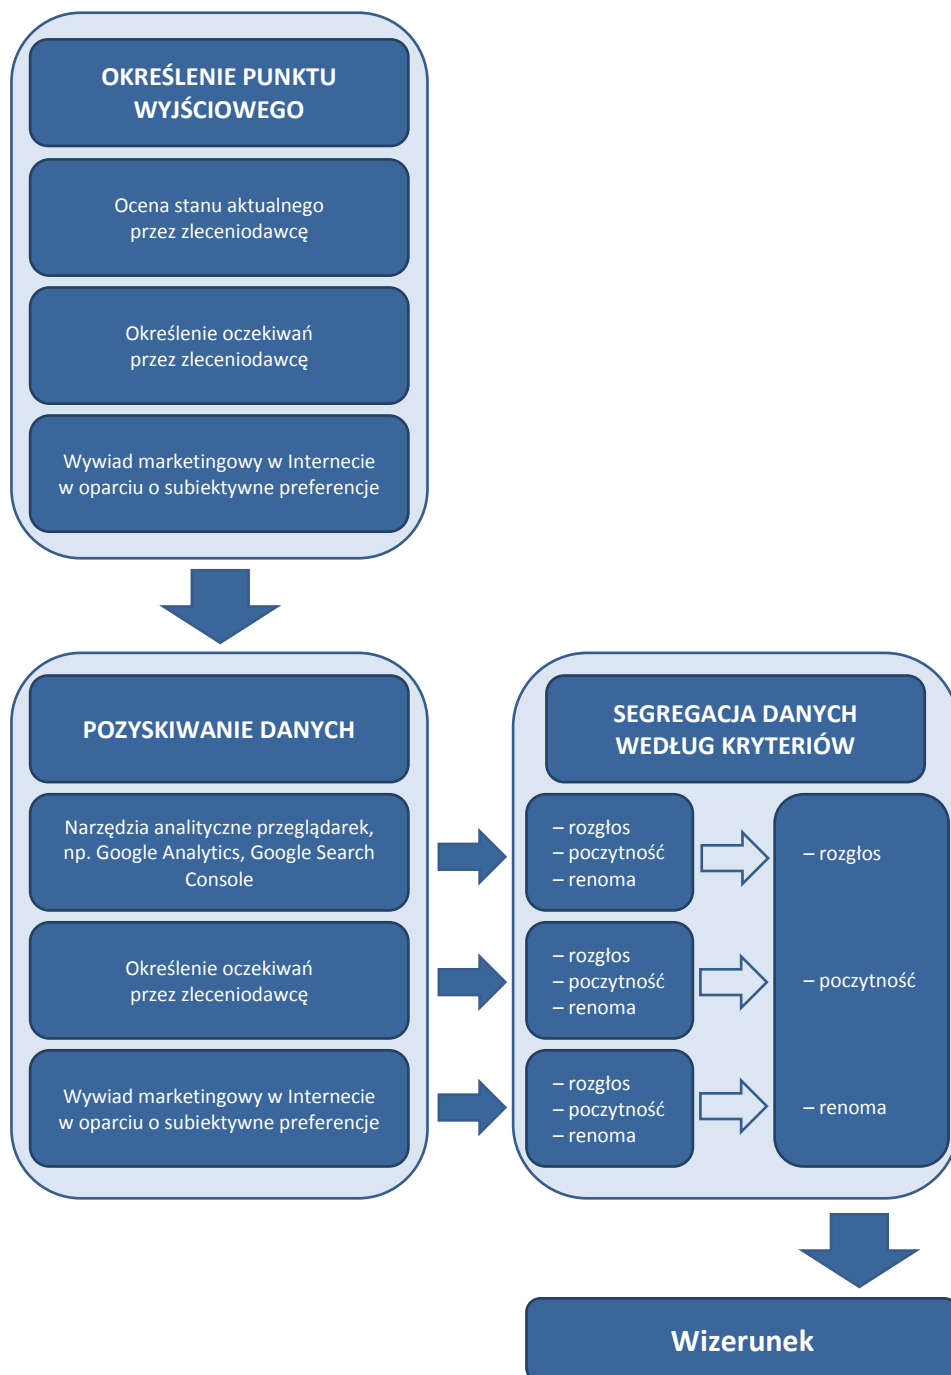 OKREŚLENIE PUNKTU
WYJŚCIOWEGO
Ocena stanu aktualnego
przez zleceniodawcę
Określenie oczekiwań
przez zleceniodawcę
Wywiad marketingowy w Internecie
w oparciu o subiektywne preferencje
POZYSKIWANIE DANYCH
Narzędzia analityczne przeglądarek,
np. Google Analytics, Google Search
Console
Określenie oczekiwań
przez zleceniodawcę
Wywiad marketingowy w Internecie
w oparciu o subiektywne preferencje
SEGREGACJA DANYCH
WEDŁUG KRYTERIÓW
– rozgłos
– poczytność
– renoma
– rozgłos
– poczytność
– renoma
– rozgłos
– poczytność
– renoma
– rozgłos
– poczytność
– renoma
Wizerunek